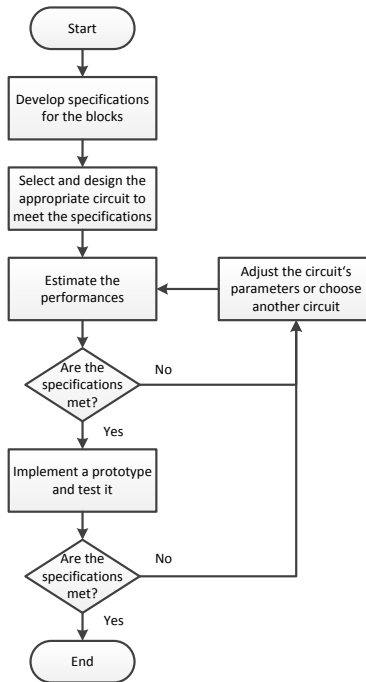 Start
Develop specifications
for the blocks
Select and design the
appropriate circuit to
meet the specifications
Estimate the
performances
Adjust the circuit's
parameters or choose
another circuit
Are the
specifications
met?
No
Yes
Implement a prototype
and test it
Are the
specifications
met?
No
Yes
End